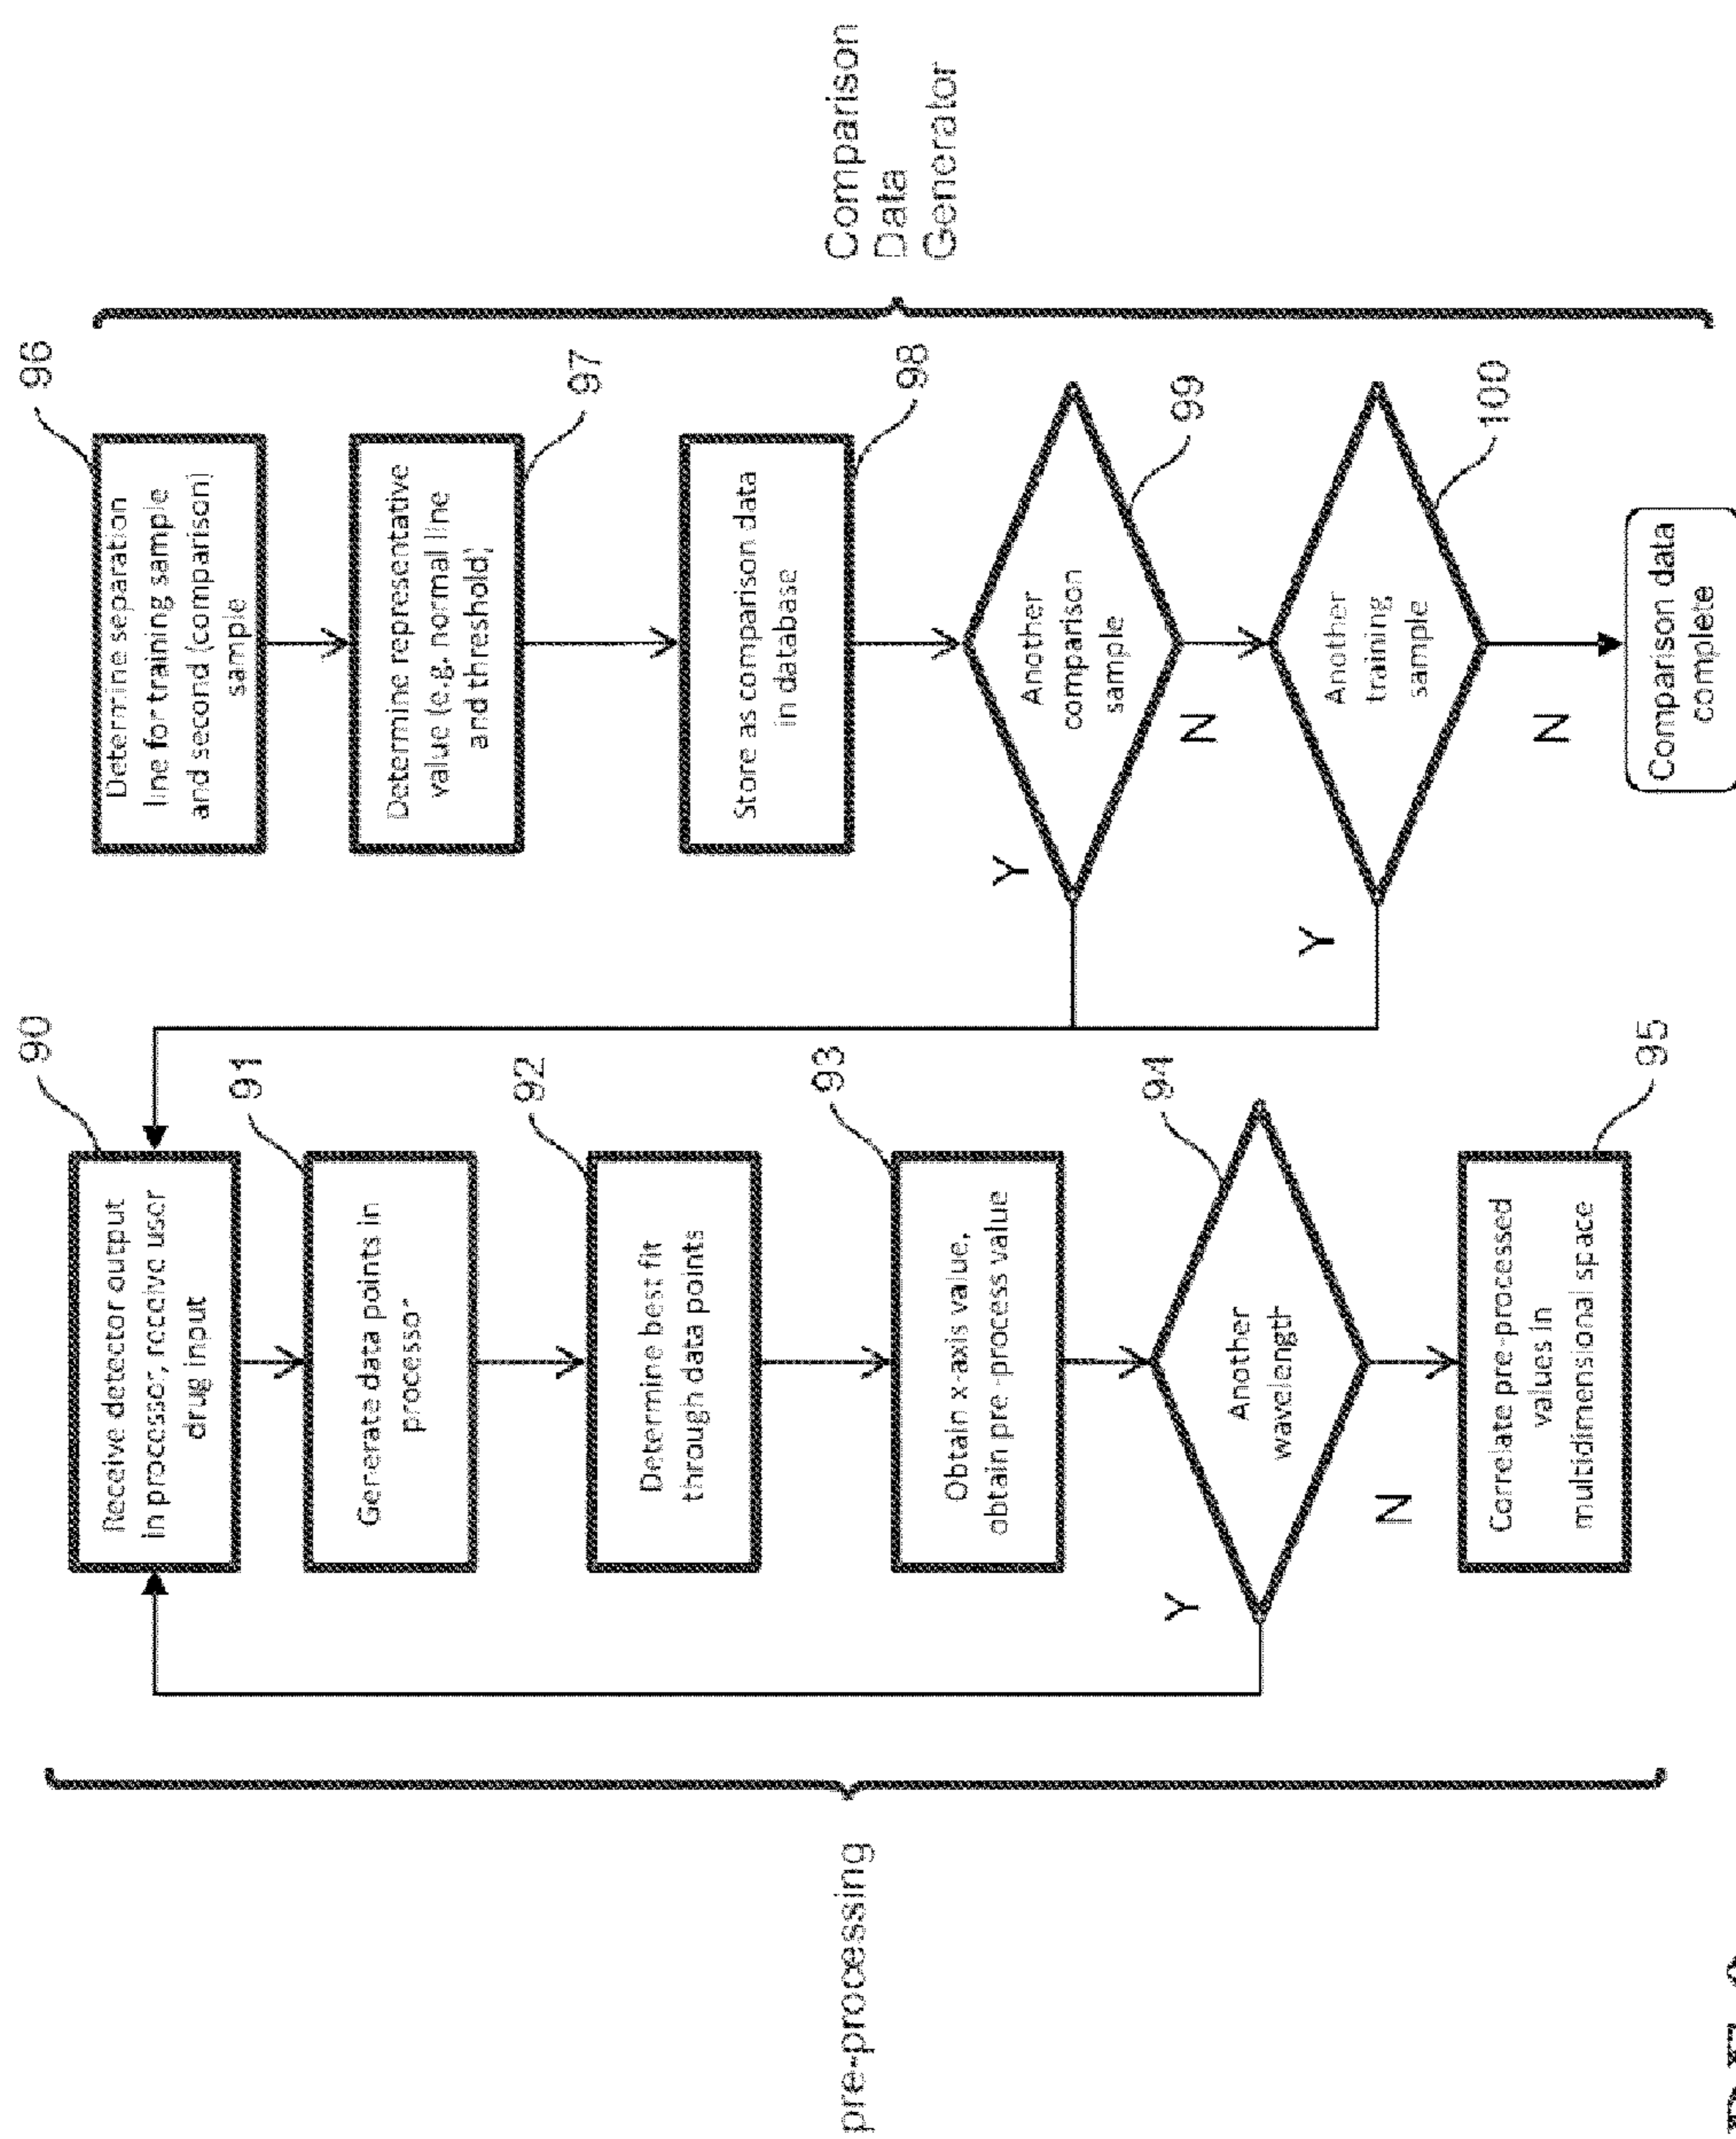 pre-processing
90
Receive detector output
in processer, receive user
drug input
91
Generate data points in
processor
92
Determine best fit
through data points
93
Obtain x-axis value,
obtain pre -process value
94
Another
wavelength
Y
N
95
Correlate pre-processed
values in
multidimensional space
96
Determine separation
line for training sample
and second (comparison)
sample
97
Determine representative
value (e.g. normal line
and threshold)
98
Store as comparison data
in database
99
Another
comparison
sample
Y
N
100
Another
training
sample
Y
N
Comparison data
complete
Comparison
Data
Generator